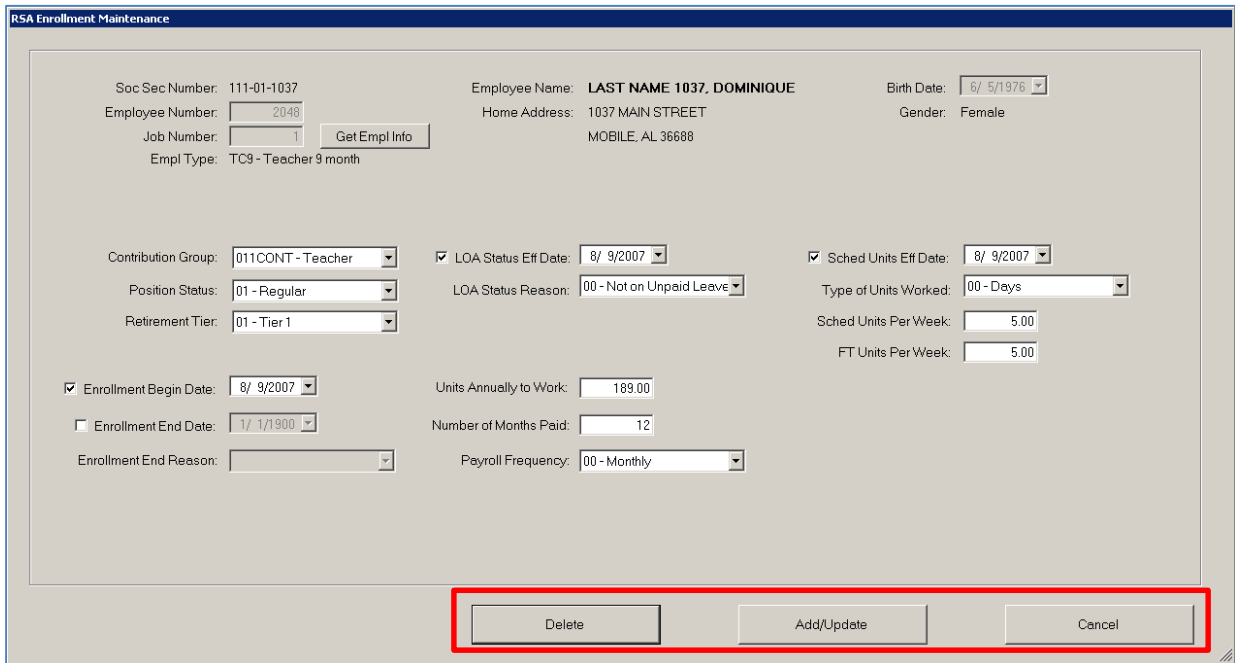 RSA Enrollment Maintenance
Soc Sec Number: 111-01-1037 Employee Name: LAST NAME 1037, DOMINIQUE Birth Date: 6/ 5/1976
Employee Number: 2048 Home Address: 1037 MAIN STREET Gender: Female
Job Number: 1 Get Empl Info MOBILE, AL 36688
Empl Type: TC9 - Teacher 9 month
Contribution Group: 011CONT - Teacher LOA Status Eff Date: 8/ 9/2007 Sched Units Eff Date: 8/ 9/2007
Position Status: 01 - Regular LOA Status Reason: 00 - Not on Unpaid Leave Type of Units Worked: 00 - Days
Retirement Tier: 01 - Tier 1 Sched Units Per Week: 5.00
FT Units Per Week: 5.00
Enrollment Begin Date: 8/ 9/2007 Units Annually to Work: 189.00
Enrollment End Date: 1/ 1/1900 Number of Months Paid: 12
Enrollment End Reason: Payroll Frequency: 00 - Monthly
Delete Add/Update Cancel